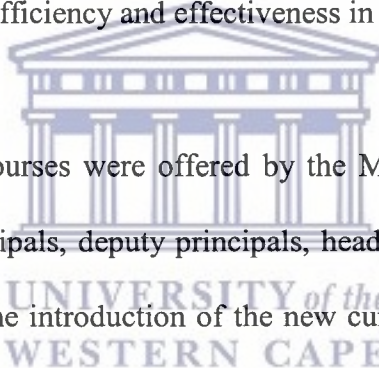 fficiency and effectiveness in
ourses were offered by the M
ipals, deputy principals, head
UNIVERSITY of the
he introduction of the new cu
WESTERN CAPE